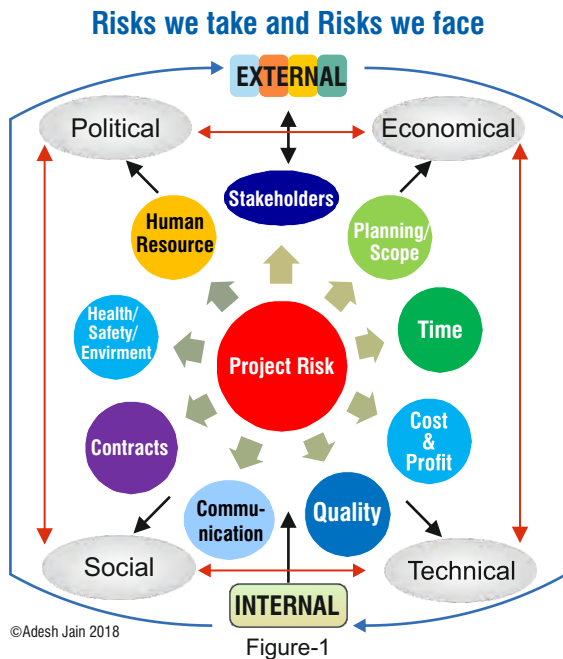 Risks we take and Risks we face
EXTERNAL
Political
Economical
Stakeholders
Human
Resource
Planning/
Scope
Health/
Safety/
Envirment
Project Risk
Time
Contracts
Cost
&
Profit
Commu-
nication
Quality
Social
Technical
INTERNAL
©Adesh Jain 2018
Figure-1